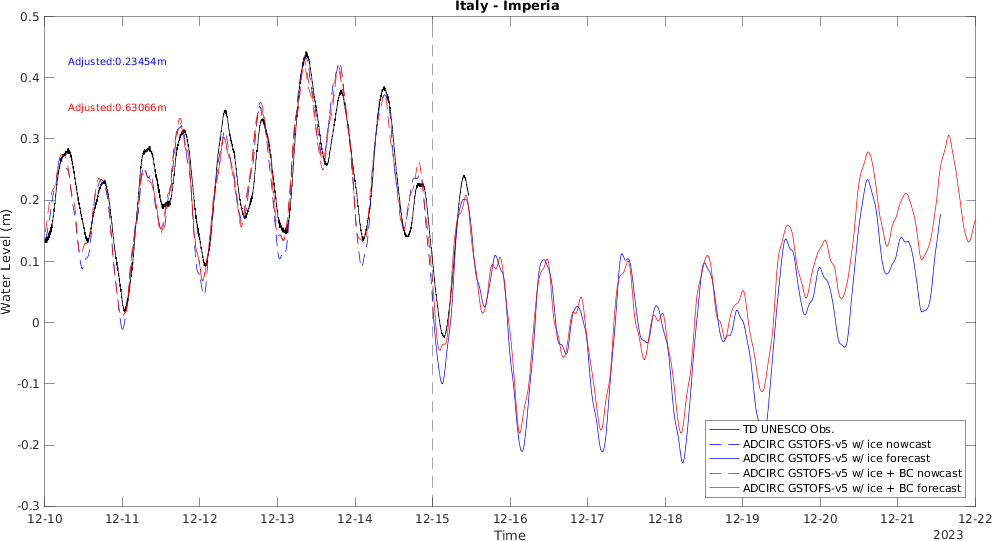 Italy - Imperia
Adjusted:0.23454m
Adjusted:0.63066m
Water Level (m)
0.5
0.4
0.3
0.2
0.1
0
-0.1
-0.2
-0.3
12-10
12-11
12-12
12-13
12-14
12-15
12-16
12-17
12-18
12-19
12-20
12-21
12-22
Time
2023
TD UNESCO Obs.
ADCIRC GSTOFS-v5 w/ ice nowcast
ADCIRC GSTOFS-v5 w/ ice forecast
ADCIRC GSTOFS-v5 w/ ice + BC nowcast
ADCIRC GSTOFS-v5 w/ ice + BC forecast